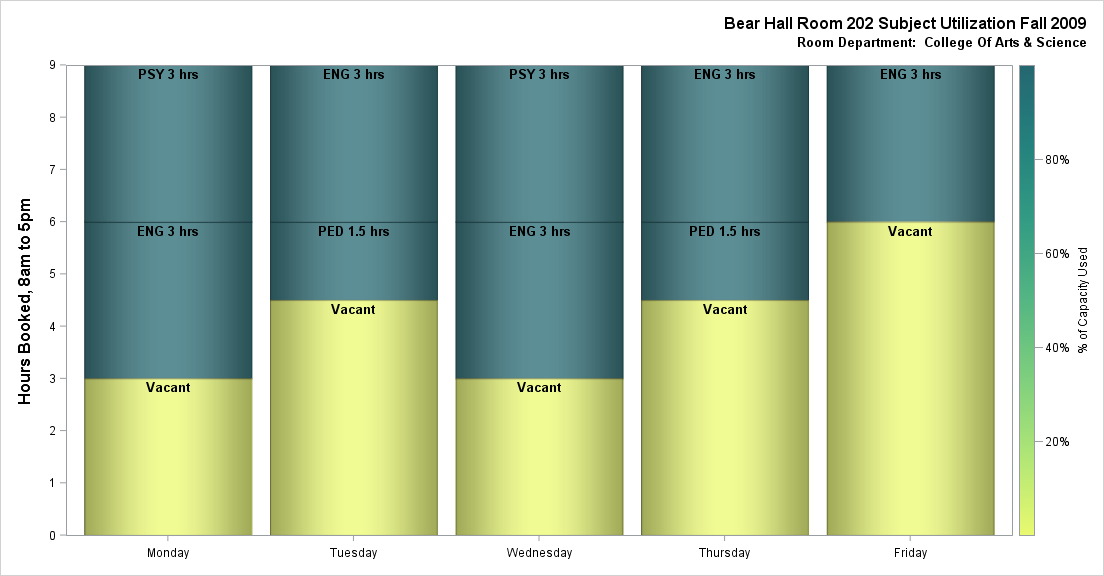 Bear Hall Room 202 Subject Utilization Fall 2009
Room Department:  College Of Arts & Science
Hours Booked, 8am to 5pm
9
8
7
6
5
4
3
2
1
0
PSY 3 hrs
ENG 3 hrs
PSY 3 hrs
ENG 3 hrs
ENG 3 hrs
ENG 3 hrs
PED 1.5 hrs
ENG 3 hrs
PED 1.5 hrs
Vacant
Vacant
Vacant
Vacant
Vacant
Monday
Tuesday
Wednesday
Thursday
Friday
80%
60%
40%
20%
% of Capacity Used